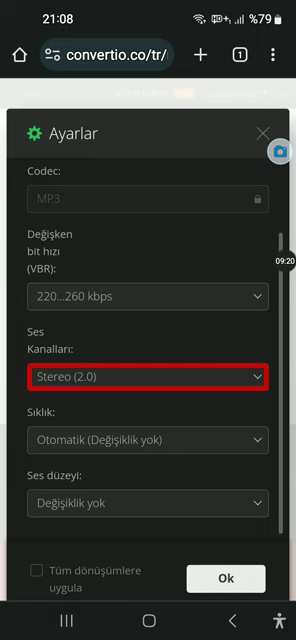 21:08
%79
convertio.co/tr/
1
Ayarlar
Codec:
MP3
09:20
Değişken
bit hızı
(VBR):
220...260 kbps
Ses
Kanalları:
Stereo (2.0)
Sıklık:
Otomatik (Değişiklik yok)
Ses düzeyi:
Değişiklik yok
Tüm dönüşümlere
uygula
Ok